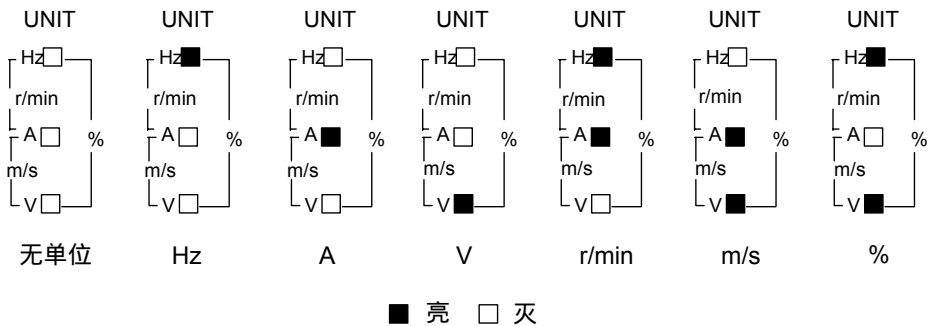 UNIT UNIT UNIT UNIT UNIT UNIT UNIT
Hz Hz Hz Hz Hz Hz Hz
r/min r/min r/min r/min r/min r/min r/min
A % A % A % A % A % A % A %
m/s m/s m/s m/s m/s m/s m/s
V V V V V V V
无单位 Hz A V r/min m/s %
亮 灭